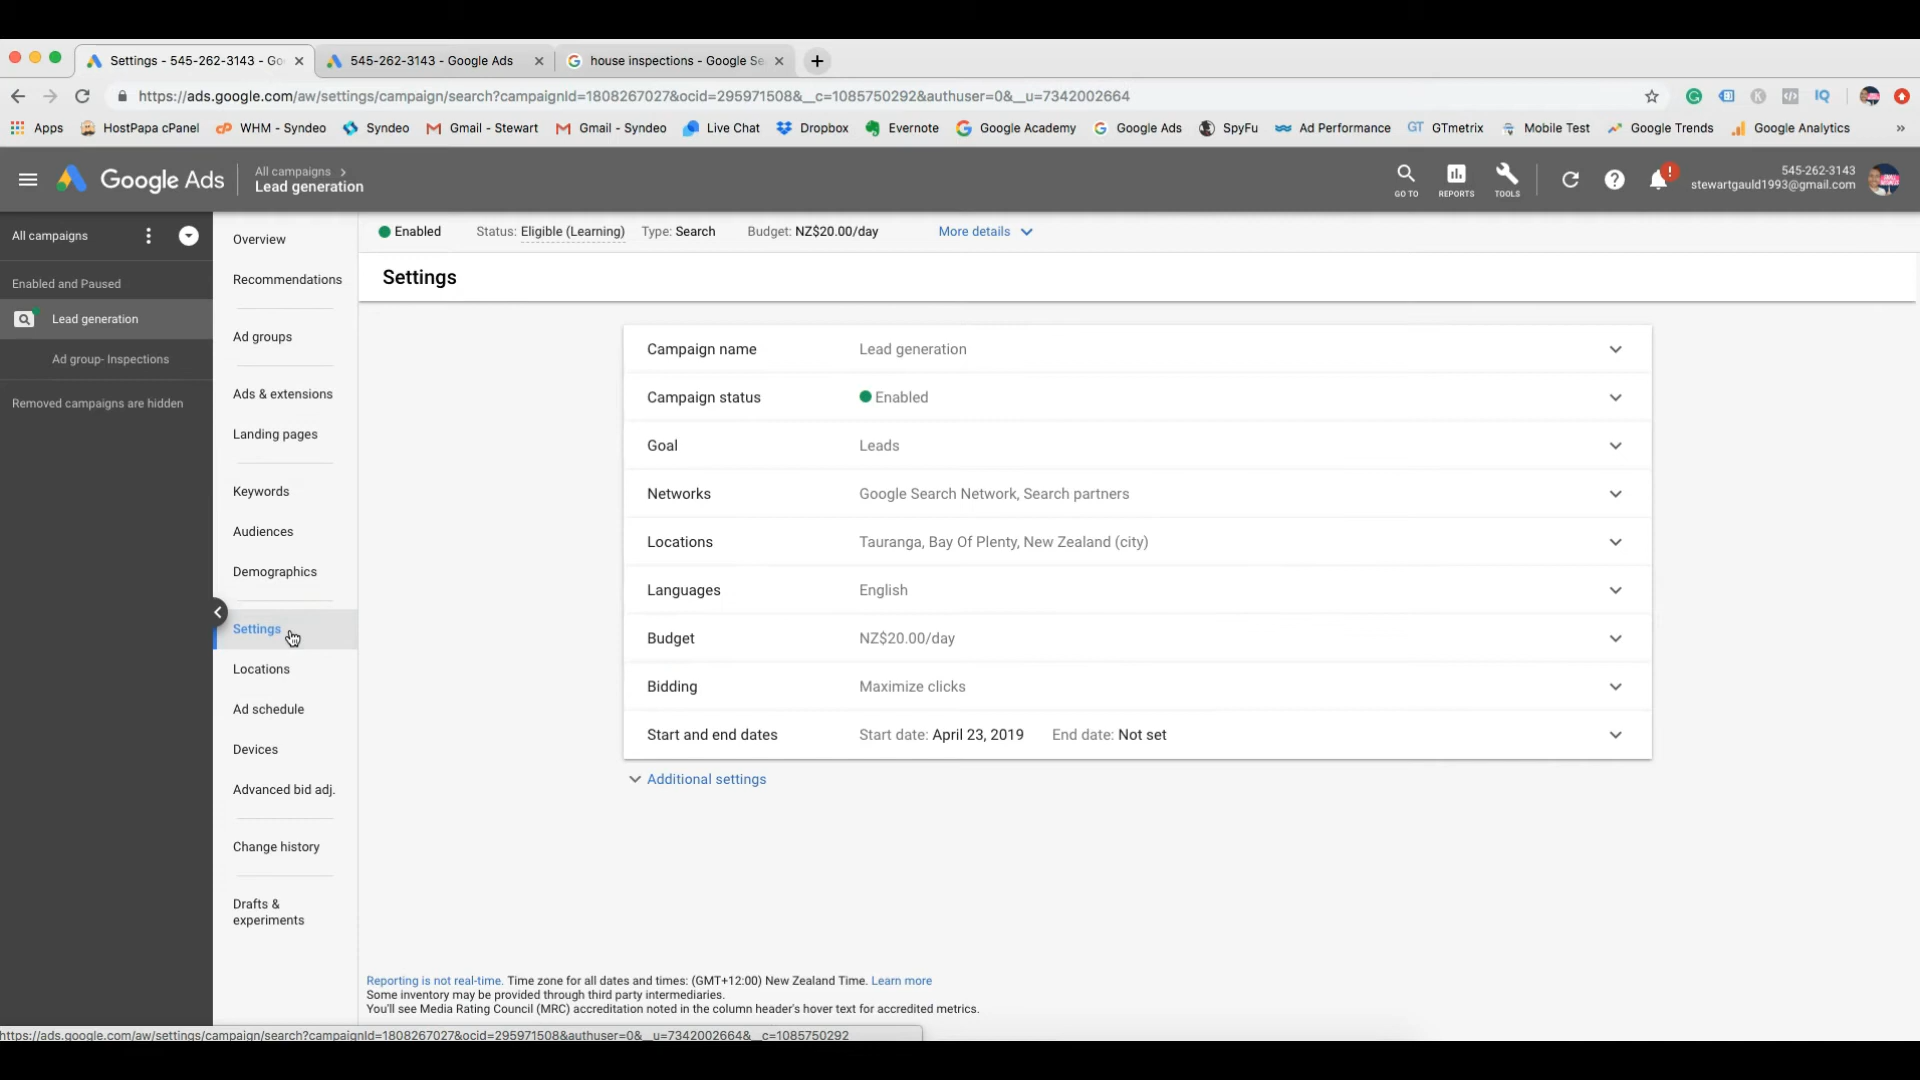 Settings - 545-262-3143 - Go
545-262-3143 - Google Ads
house inspections - Google Se
https://ads.google.com/aw/settings/campaign/search?campaignId=1808267027&ocid=295971508&__c=1085750292&authuser=0&__u=7342002664
Apps
HostPapa cPanel
WHM - Syndeo
Syndeo
Gmail - Stewart
Gmail - Syndeo
Live Chat
Dropbox
Evernote
Google Academy
Google Ads
SpyFu
Ad Performance
GTmetrix
Mobile Test
Google Trends
Google Analytics
»
Google Ads
All campaigns >
Lead generation
GO TO
REPORTS
TOOLS
545-262-3143
stewartgauld1993@gmail.com
All campaigns
Enabled and Paused
Lead generation
Ad group- Inspections
Removed campaigns are hidden
Overview
Recommendations
Ad groups
Ads & extensions
Landing pages
Keywords
Audiences
Demographics
Settings
Locations
Ad schedule
Devices
Advanced bid adj.
Change history
Drafts &
experiments
Enabled Status: Eligible (Learning) Type: Search Budget: NZ$20.00/day More details
Settings
Campaign name Lead generation
Campaign status Enabled
Goal Leads
Networks Google Search Network, Search partners
Locations Tauranga, Bay Of Plenty, New Zealand (city)
Languages English
Budget NZ$20.00/day
Bidding Maximize clicks
Start and end dates Start date: April 23, 2019 End date: Not set
Additional settings
Reporting is not real-time. Time zone for all dates and times: (GMT+12:00) New Zealand Time. Learn more
Some inventory may be provided through third party intermediaries.
You'll see Media Rating Council (MRC) accreditation noted in the column header's hover text for accredited metrics.
https://ads.google.com/aw/settings/campaign/search?campaignId=1808267027&ocid=295971508&authuser=0&__u=7342002664&__c=1085750292